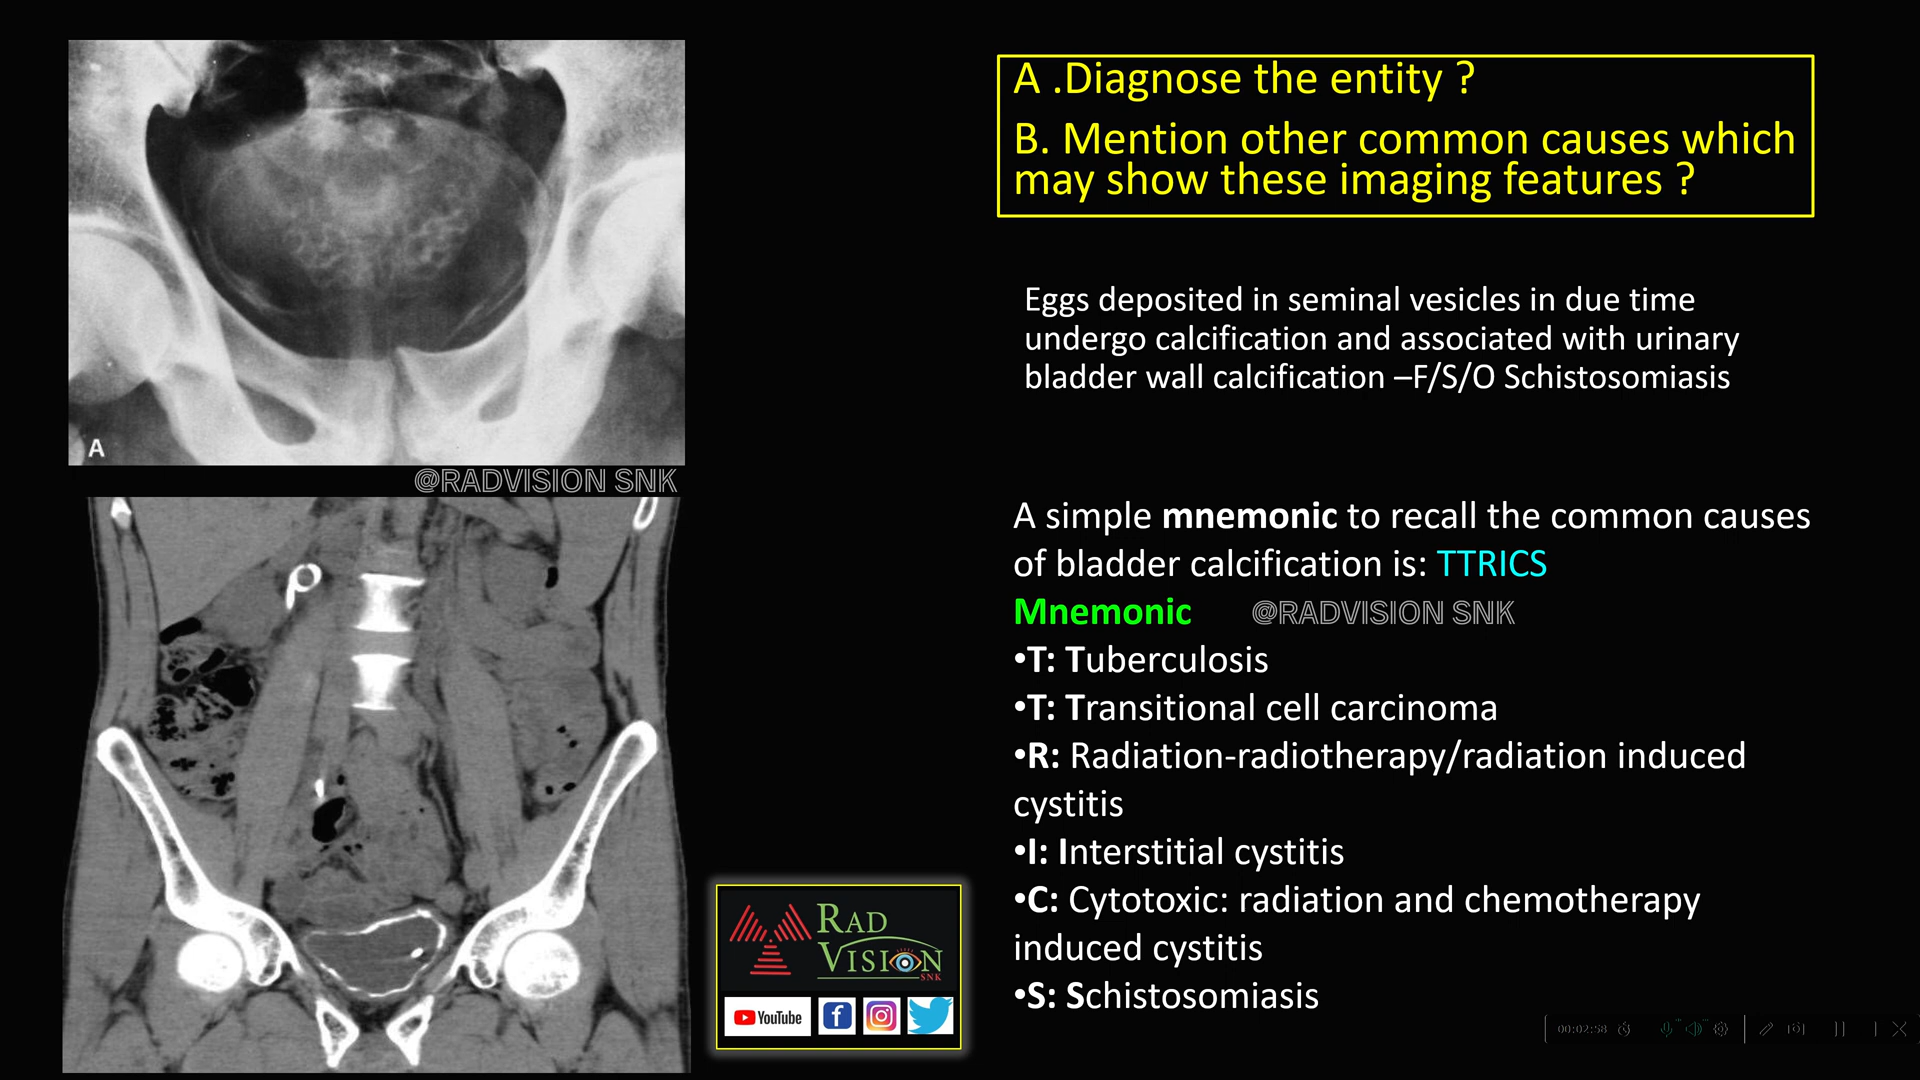 A .Diagnose the entity ?
B. Mention other common causes which
may show these imaging features ?
A
@RADVISION SNK
Eggs deposited in seminal vesicles in due time
undergo calcification and associated with urinary
bladder wall calcification –F/S/O Schistosomiasis
A simple mnemonic to recall the common causes
of bladder calcification is: TTRICS
Mnemonic
@RADVISION SNK
•T: Tuberculosis
•T: Transitional cell carcinoma
•R: Radiation-radiotherapy/radiation induced
cystitis
•I: Interstitial cystitis
•C: Cytotoxic: radiation and chemotherapy
induced cystitis
•S: Schistosomiasis
RAD
VISION
SNK
YouTube
00:02:58